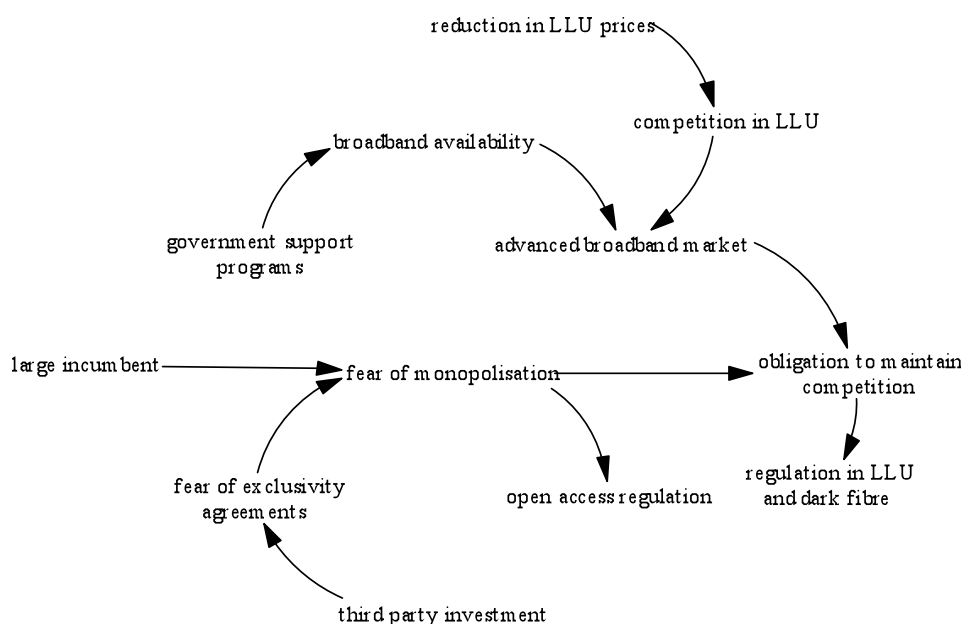 reduction in LLU prices
competition in LLU
broadband availability
government support
programs
advanced broadband market
large incumbent
fear of monopolisation
obligation to maintain
competition
fear of exclusivity
agreements
open access regulation
regulation in LLU
and dark fibre
third party investment